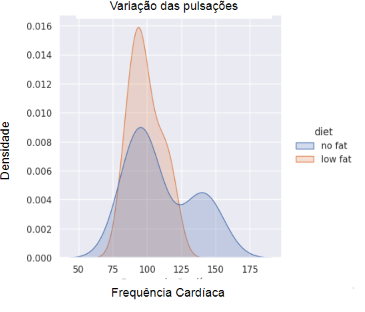 Variação das pulsações
0.016
0.014
0.012
0.010
0.008
0.006
0.004
0.002
0.000
Densidade
diet
no fat
low fat
50 75 100 125 150 175
Frequência Cardíaca